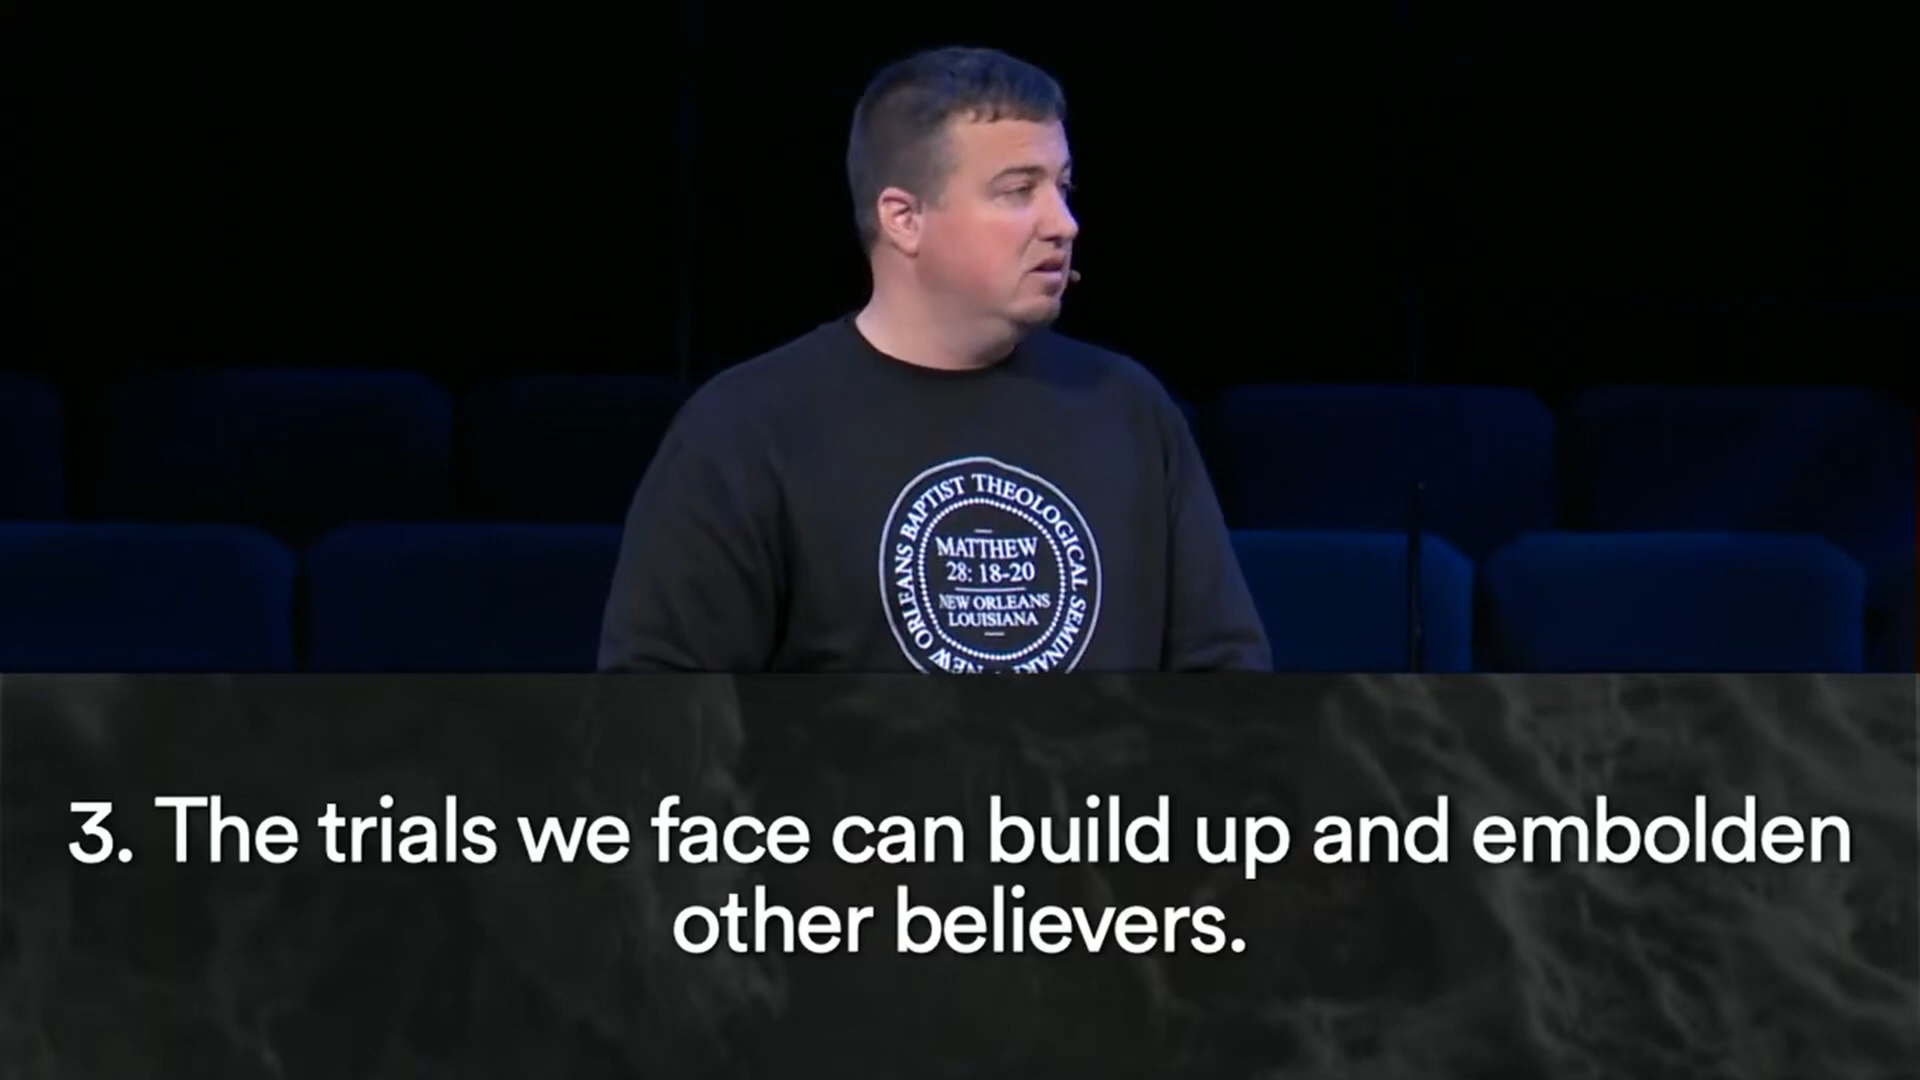 NEW ORLEANS BAPTIST THEOLOGICAL SEMINARY
MATTHEW
28: 18-20
NEW ORLEANS
LOUISIANA
3. The trials we face can build up and embolden
other believers.